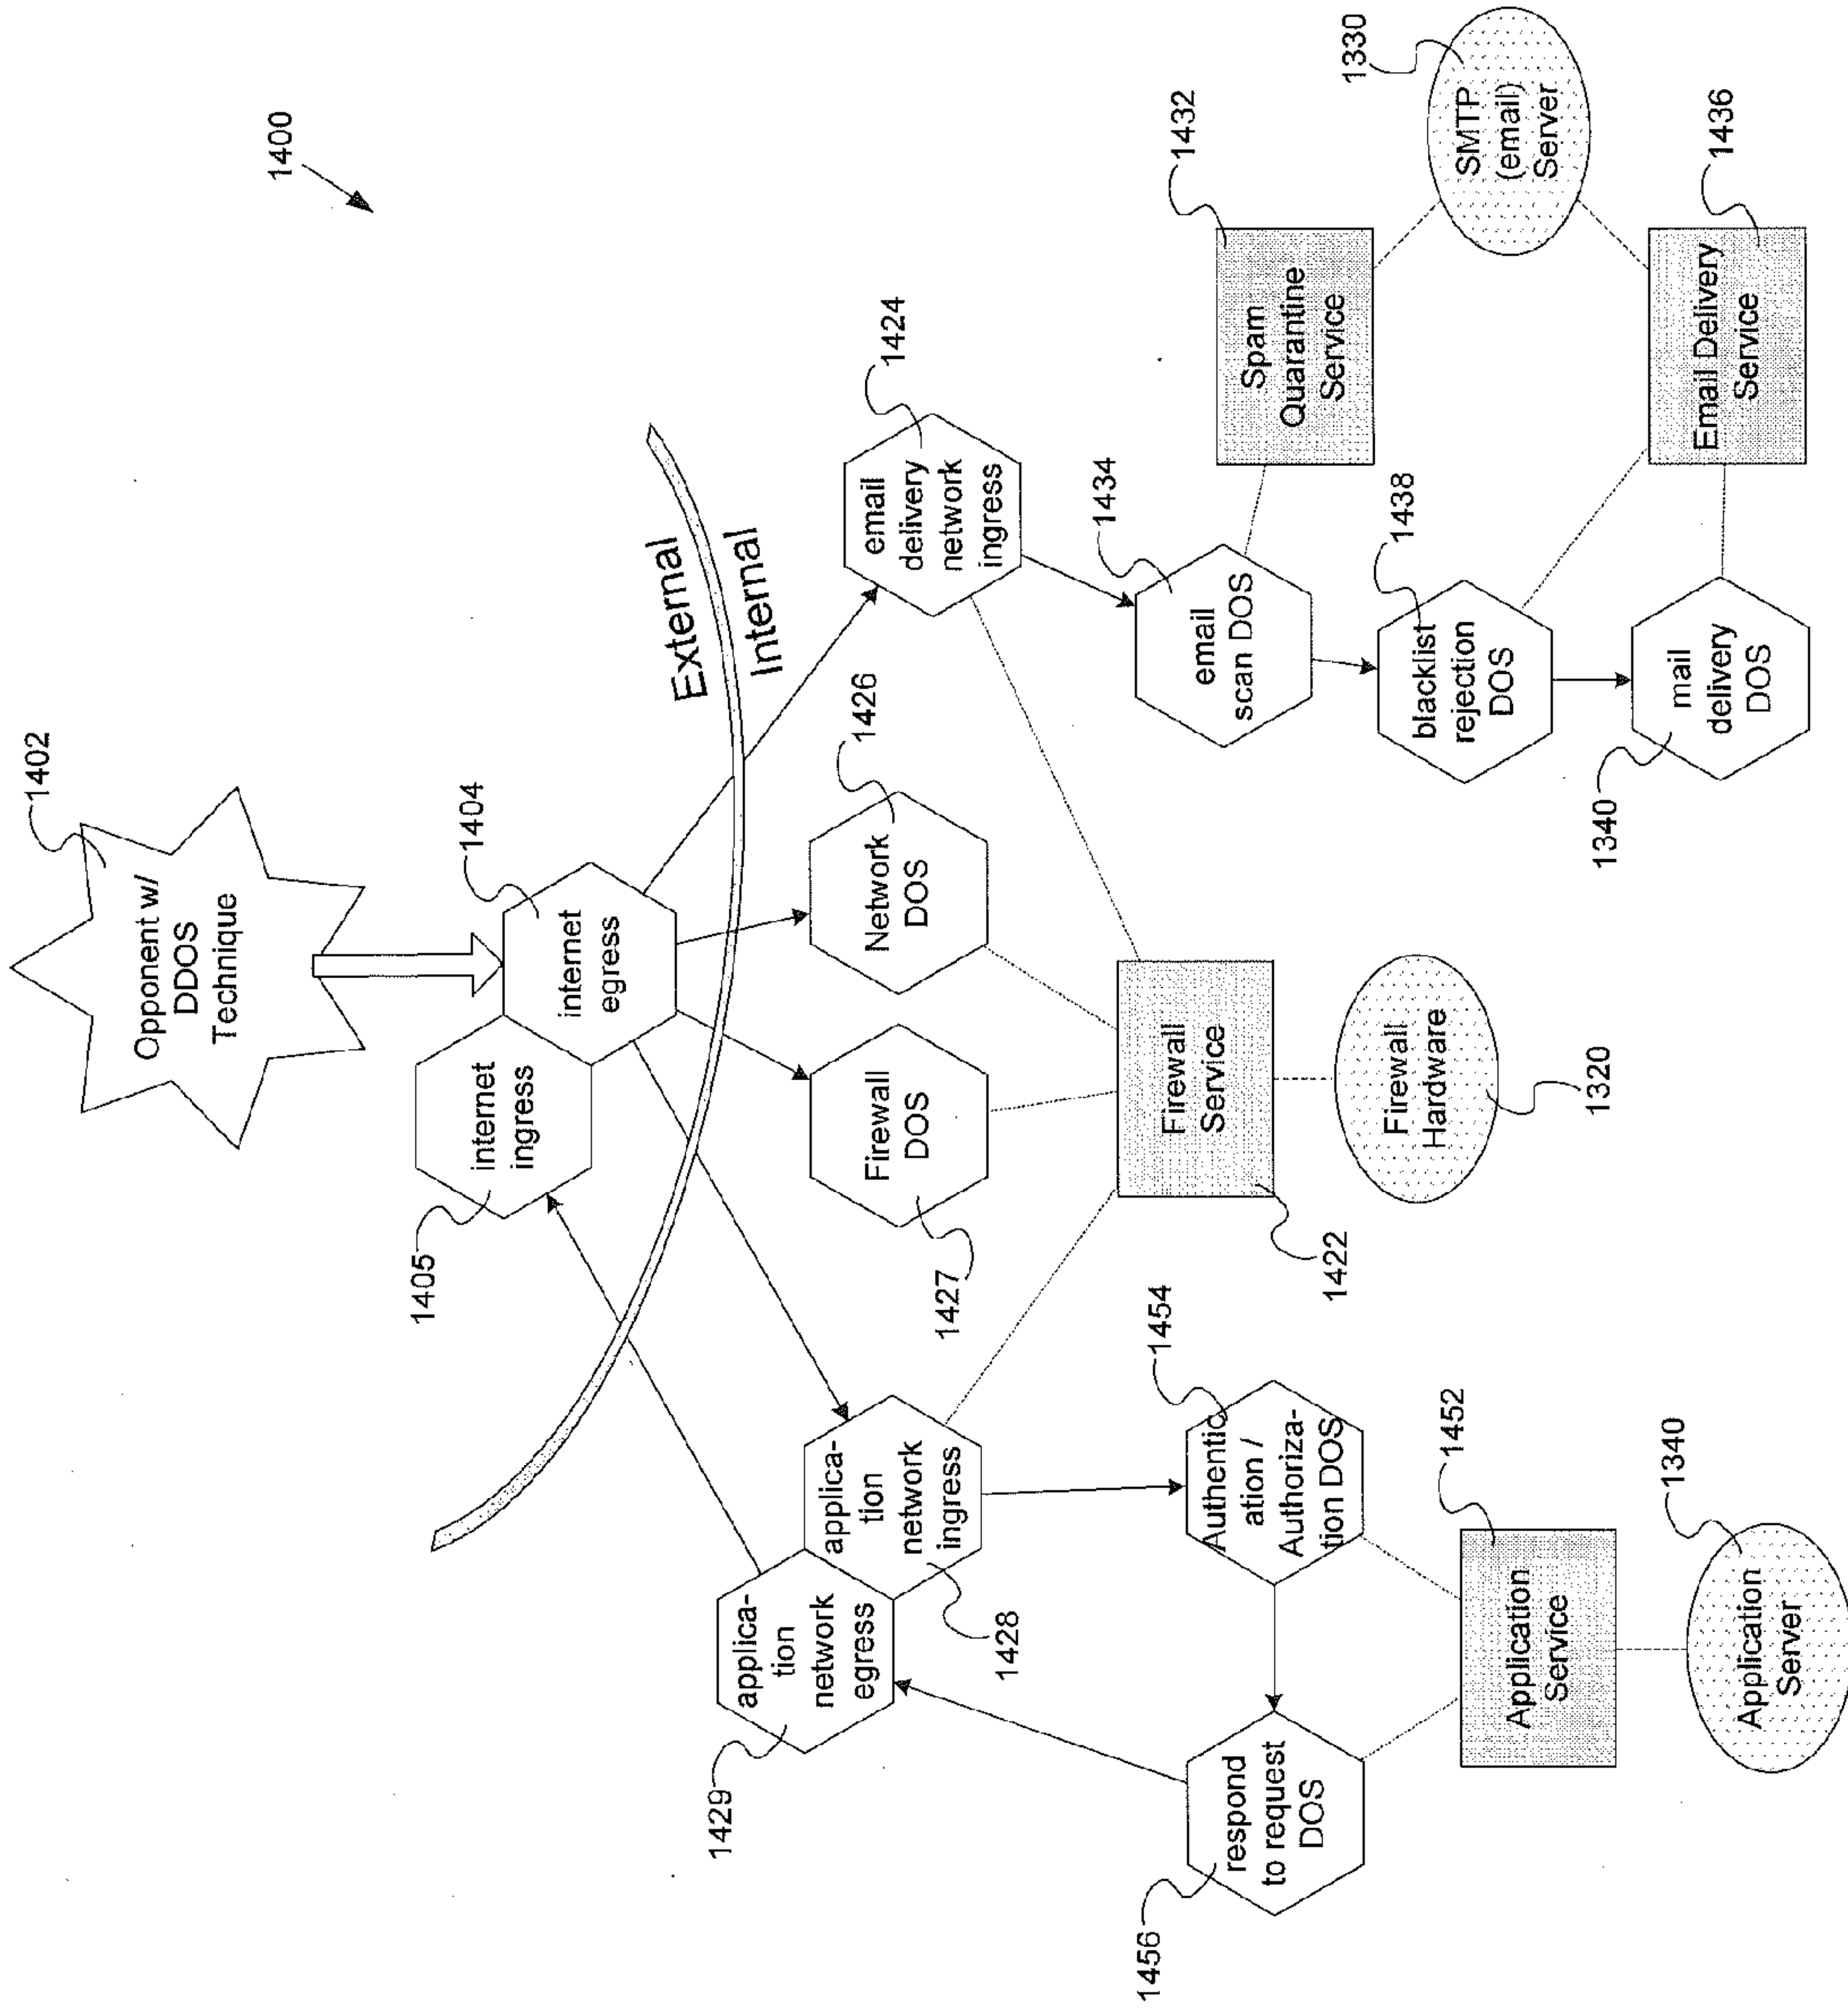 1400
1402
Opponent w/
DDOS
Technique
1404
internet
egress
internet
ingress
1405
External
Internal
1424
email
delivery
network
ingress
1426
Network
DOS
Firewall
DOS
1427
applica-
tion
network
ingress
1428
applica-
tion
network
egress
1429
1432
Spam
Quarantine
Service
1434
email
scan DOS
1438
blacklist
rejection
DOS
mail
delivery
DOS
1340
1330
SMTP
(email)
Server
1436
Email Delivery
Service
Firewall
Service
1422
Firewall
Hardware
1320
1454
Authentic
ation /
Authoriza-
tion DOS
respond
to request
DOS
1456
1452
Application
Service
1340
Application
Server